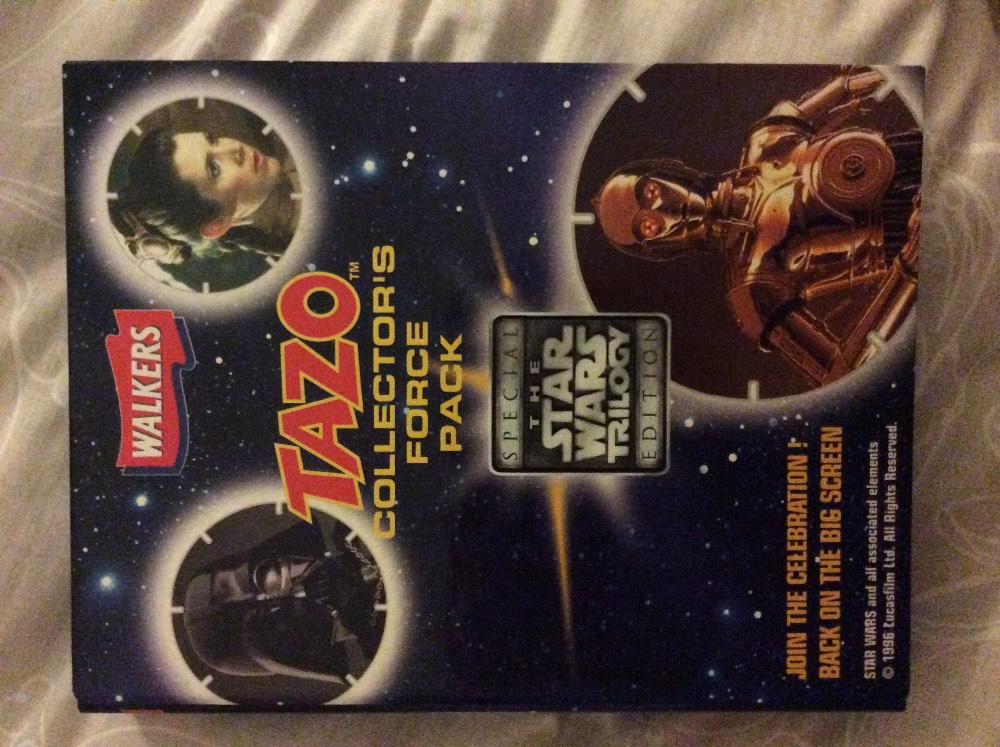 WALKERS
TAZO™
COLLECTOR'S
FORCE
PACK
SPECIAL
THE
STAR
WARS
TRILOGY
EDITION
JOIN THE CELEBRATION!
BACK ON THE BIG SCREEN
STAR WARS and all associated elements
© 1996 Lucasfilm Ltd. All Rights Reserved.